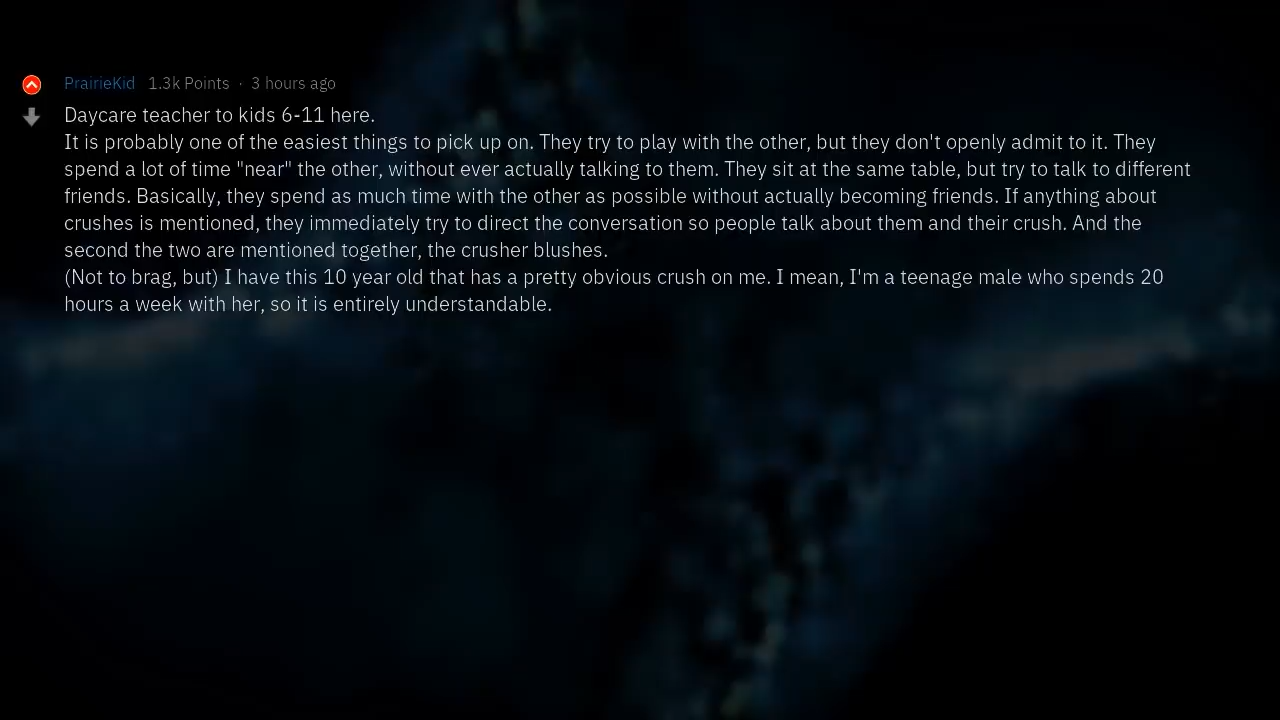 PrairieKid 1.3k Points · 3 hours ago
Daycare teacher to kids 6-11 here.
It is probably one of the easiest things to pick up on. They try to play with the other, but they don't openly admit to it. They
spend a lot of time "near" the other, without ever actually talking to them. They sit at the same table, but try to talk to different
friends. Basically, they spend as much time with the other as possible without actually becoming friends. If anything about
crushes is mentioned, they immediately try to direct the conversation so people talk about them and their crush. And the
second the two are mentioned together, the crusher blushes.
(Not to brag, but) I have this 10 year old that has a pretty obvious crush on me. I mean, I'm a teenage male who spends 20
hours a week with her, so it is entirely understandable.